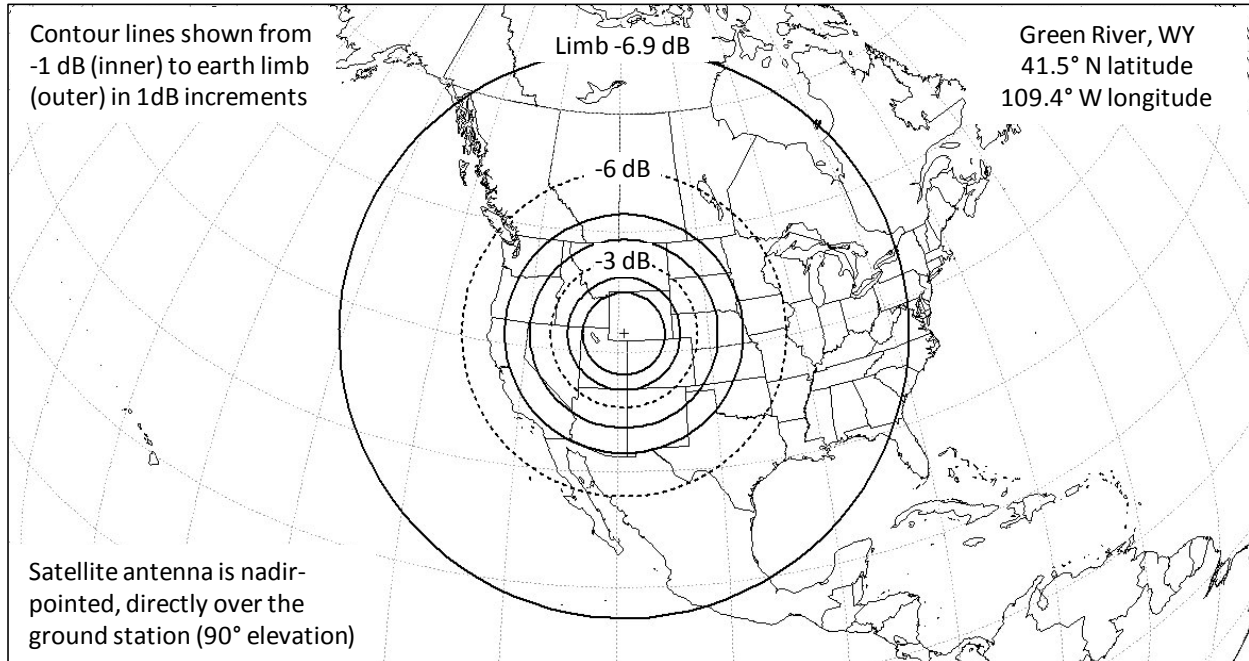 Contour lines shown from
-1 dB (inner) to earth limb
(outer) in 1dB increments
Limb -6.9 dB
Green River, WY
41.5° N latitude
109.4° W longitude
-6 dB
-3 dB
Satellite antenna is nadir-
pointed, directly over the
ground station (90° elevation)